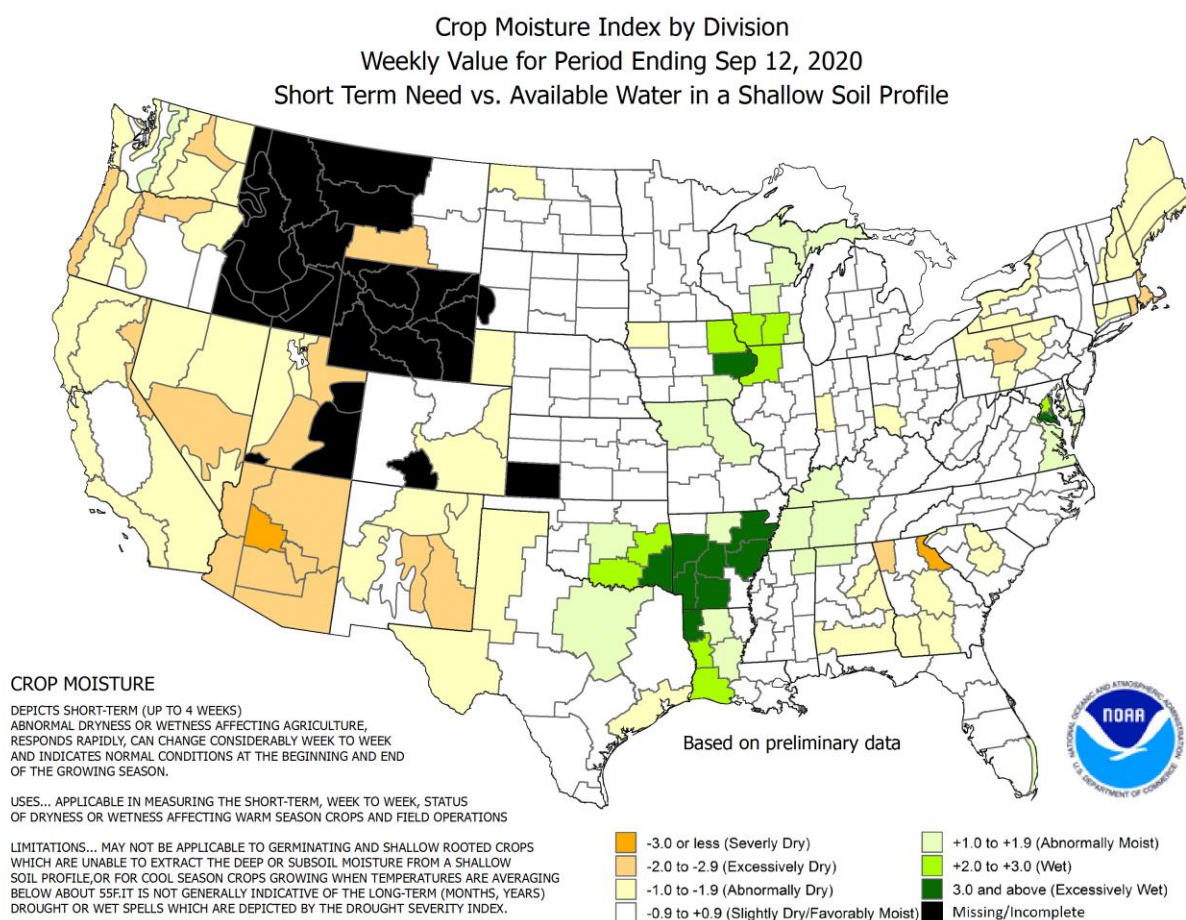 Crop Moisture Index by Division
Weekly Value for Period Ending Sep 12, 2020
Short Term Need vs. Available Water in a Shallow Soil Profile
CROP MOISTURE
DEPICTS SHORT-TERM (UP TO 4 WEEKS)
ABNORMAL DRYNESS OR WETNESS AFFECTING AGRICULTURE,
RESPONDS RAPIDLY, CAN CHANGE CONSIDERABLY WEEK TO WEEK
AND INDICATES NORMAL CONDITIONS AT THE BEGINNING AND END
OF THE GROWING SEASON.
USES... APPLICABLE IN MEASURING THE SHORT-TERM, WEEK TO WEEK, STATUS
OF DRYNESS OR WETNESS AFFECTING WARM SEASON CROPS AND FIELD OPERATIONS
LIMITATIONS... MAY NOT BE APPLICABLE TO GERMINATING AND SHALLOW ROOTED CROPS
WHICH ARE UNABLE TO EXTRACT THE DEEP OR SUBSOIL MOISTURE FROM A SHALLOW
SOIL PROFILE,OR FOR COOL SEASON CROPS GROWING WHEN TEMPERATURES ARE AVERAGING
BELOW ABOUT 55F.IT IS NOT GENERALLY INDICATIVE OF THE LONG-TERM (MONTHS, YEARS)
DROUGHT OR WET SPELLS WHICH ARE DEPICTED BY THE DROUGHT SEVERITY INDEX.
Based on preliminary data
NATIONAL OCEANIC AND ATMOSPHERIC ADMINISTRATION
NOAA
U.S. DEPARTMENT OF COMMERCE
-3.0 or less (Severly Dry)
-2.0 to -2.9 (Excessively Dry)
-1.0 to -1.9 (Abnormally Dry)
-0.9 to +0.9 (Slightly Dry/Favorably Moist)
+1.0 to +1.9 (Abnormally Moist)
+2.0 to +3.0 (Wet)
3.0 and above (Excessively Wet)
Missing/Incomplete